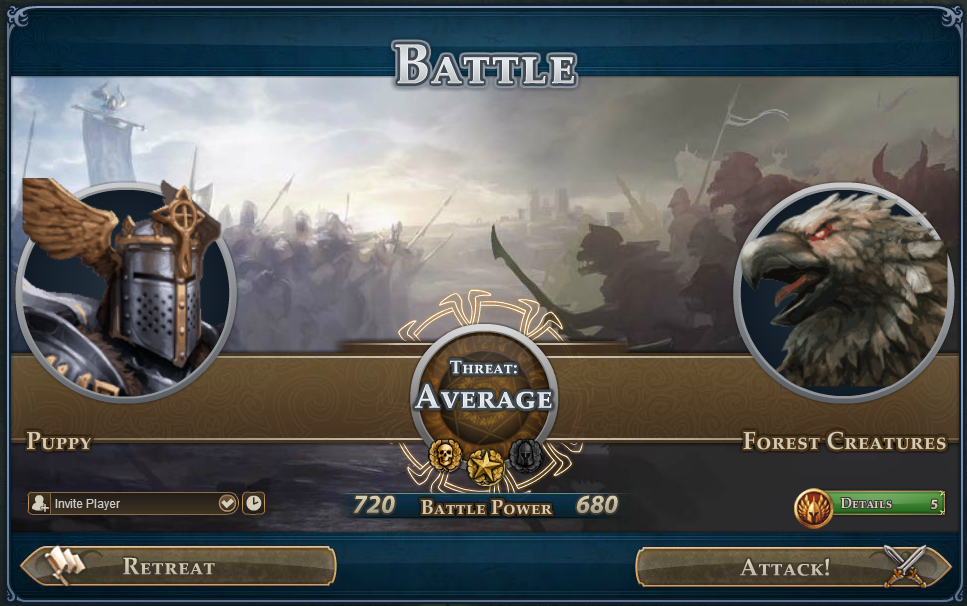 Battle
Threat:
Average
Puppy
Forest Creatures
Invite Player
720 Battle Power 680
Details 5
Retreat
Attack!